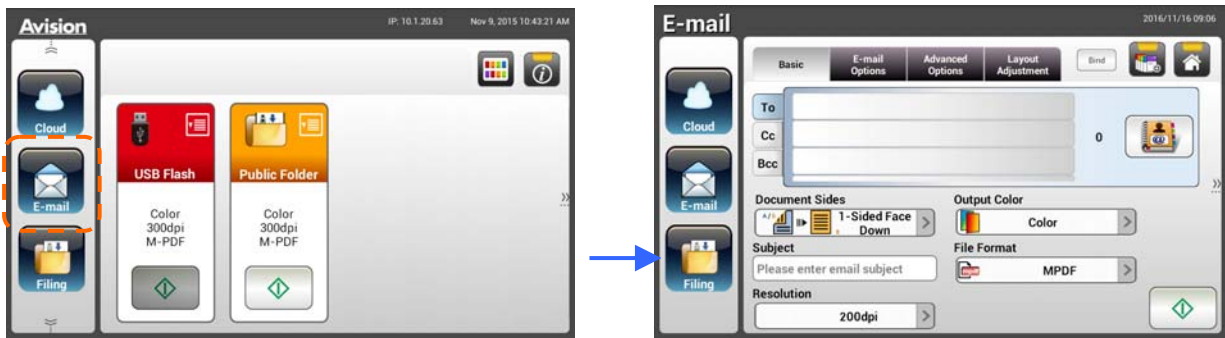 Avision
IP: 10.1.20.63
Nov 9, 2015 10:43:21 AM
Cloud
E-mail
Filing
USB Flash
Color
300dpi
M-PDF
Public Folder
Color
300dpi
M-PDF
E-mail
2016/11/16 09:06
Cloud
E-mail
Filing
Basic
E-mail
Options
Advanced
Options
Layout
Adjustment
Bind
To
Cc
Bcc
0
Document Sides
1-Sided Face
Down
Output Color
Color
Subject
Please enter email subject
File Format
MPDF
Resolution
200dpi